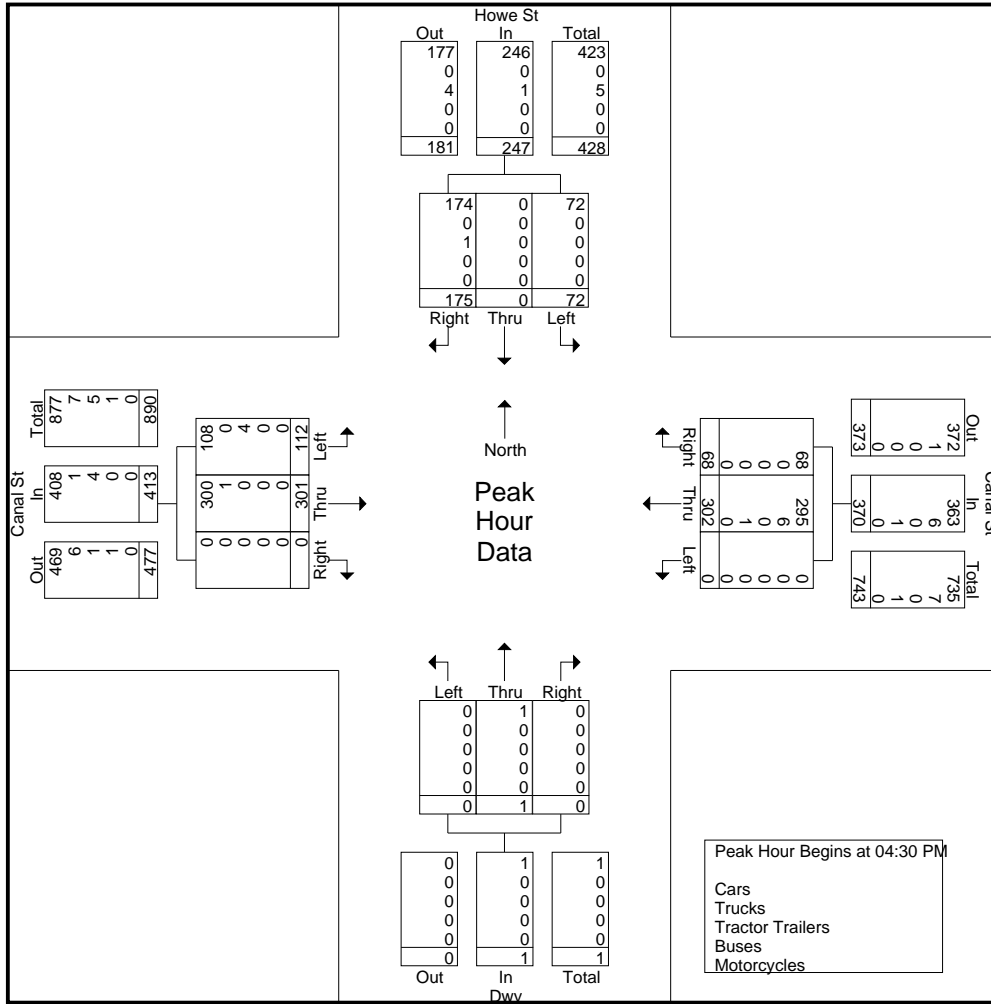 Howe St
Out In Total
177 246 423
0 0 0
4 1 5
0 0 0
0 0 0
181 247 428
174 0 72
0 0 0
1 0 0
0 0 0
0 0 0
175 0 72
Right Thru Left
Canal St
Total
877 7 5 1 0 890
In
408 1 4 0 0 413
Out
469 6 1 1 0 477
108 0 4 0 0 112
Left
300 1 0 0 0 301
Thru
0 0 0 0 0 0
Right
North
Peak
Hour
Data
Right
68 0 0 0 0 68
Thru
295 6 0 1 0 302
Left
0 0 0 0 0 0
Out
372 1 0 0 0 373
Canal St
In
363 6 0 1 0 370
Total
735 7 0 1 0 743
Left Thru Right
0 1 0
0 0 0
0 0 0
0 0 0
0 0 0
0 1 0
0 1 1
0 0 0
0 0 0
0 0 0
0 0 0
0 1 1
Out In Total
Dwy
Peak Hour Begins at 04:30 PM
Cars
Trucks
Tractor Trailers
Buses
Motorcycles